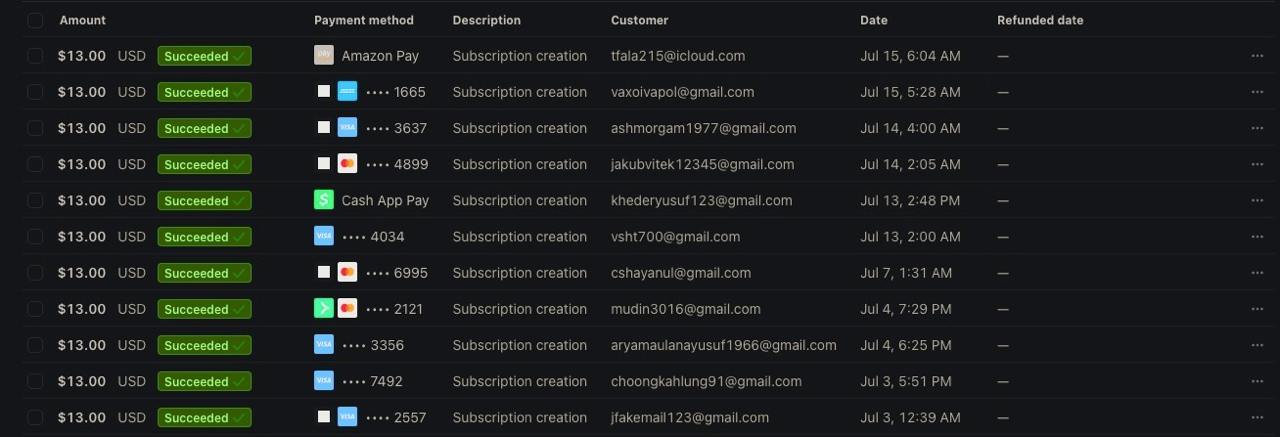 Amount Payment method Description Customer Date Refunded date
$13.00 USD Succeeded pay Amazon Pay Subscription creation tfala215@icloud.com Jul 15, 6:04 AM — ···
$13.00 USD Succeeded •••• 1665 Subscription creation vaxoivapol@gmail.com Jul 15, 5:28 AM — ···
$13.00 USD Succeeded VISA •••• 3637 Subscription creation ashmorgam1977@gmail.com Jul 14, 4:00 AM — ···
$13.00 USD Succeeded •••• 4899 Subscription creation jakubvitek12345@gmail.com Jul 14, 2:05 AM — ···
$13.00 USD Succeeded $ Cash App Pay Subscription creation khederyusuf123@gmail.com Jul 13, 2:48 PM — ···
$13.00 USD Succeeded VISA •••• 4034 Subscription creation vsht700@gmail.com Jul 13, 2:00 AM — ···
$13.00 USD Succeeded •••• 6995 Subscription creation cshayanul@gmail.com Jul 7, 1:31 AM — ···
$13.00 USD Succeeded •••• 2121 Subscription creation mudin3016@gmail.com Jul 4, 7:29 PM — ···
$13.00 USD Succeeded VISA •••• 3356 Subscription creation aryamaulanayusuf1966@gmail.com Jul 4, 6:25 PM — ···
$13.00 USD Succeeded VISA •••• 7492 Subscription creation choongkahlung91@gmail.com Jul 3, 5:51 PM — ···
$13.00 USD Succeeded VISA •••• 2557 Subscription creation jfakemail123@gmail.com Jul 3, 12:39 AM — ···